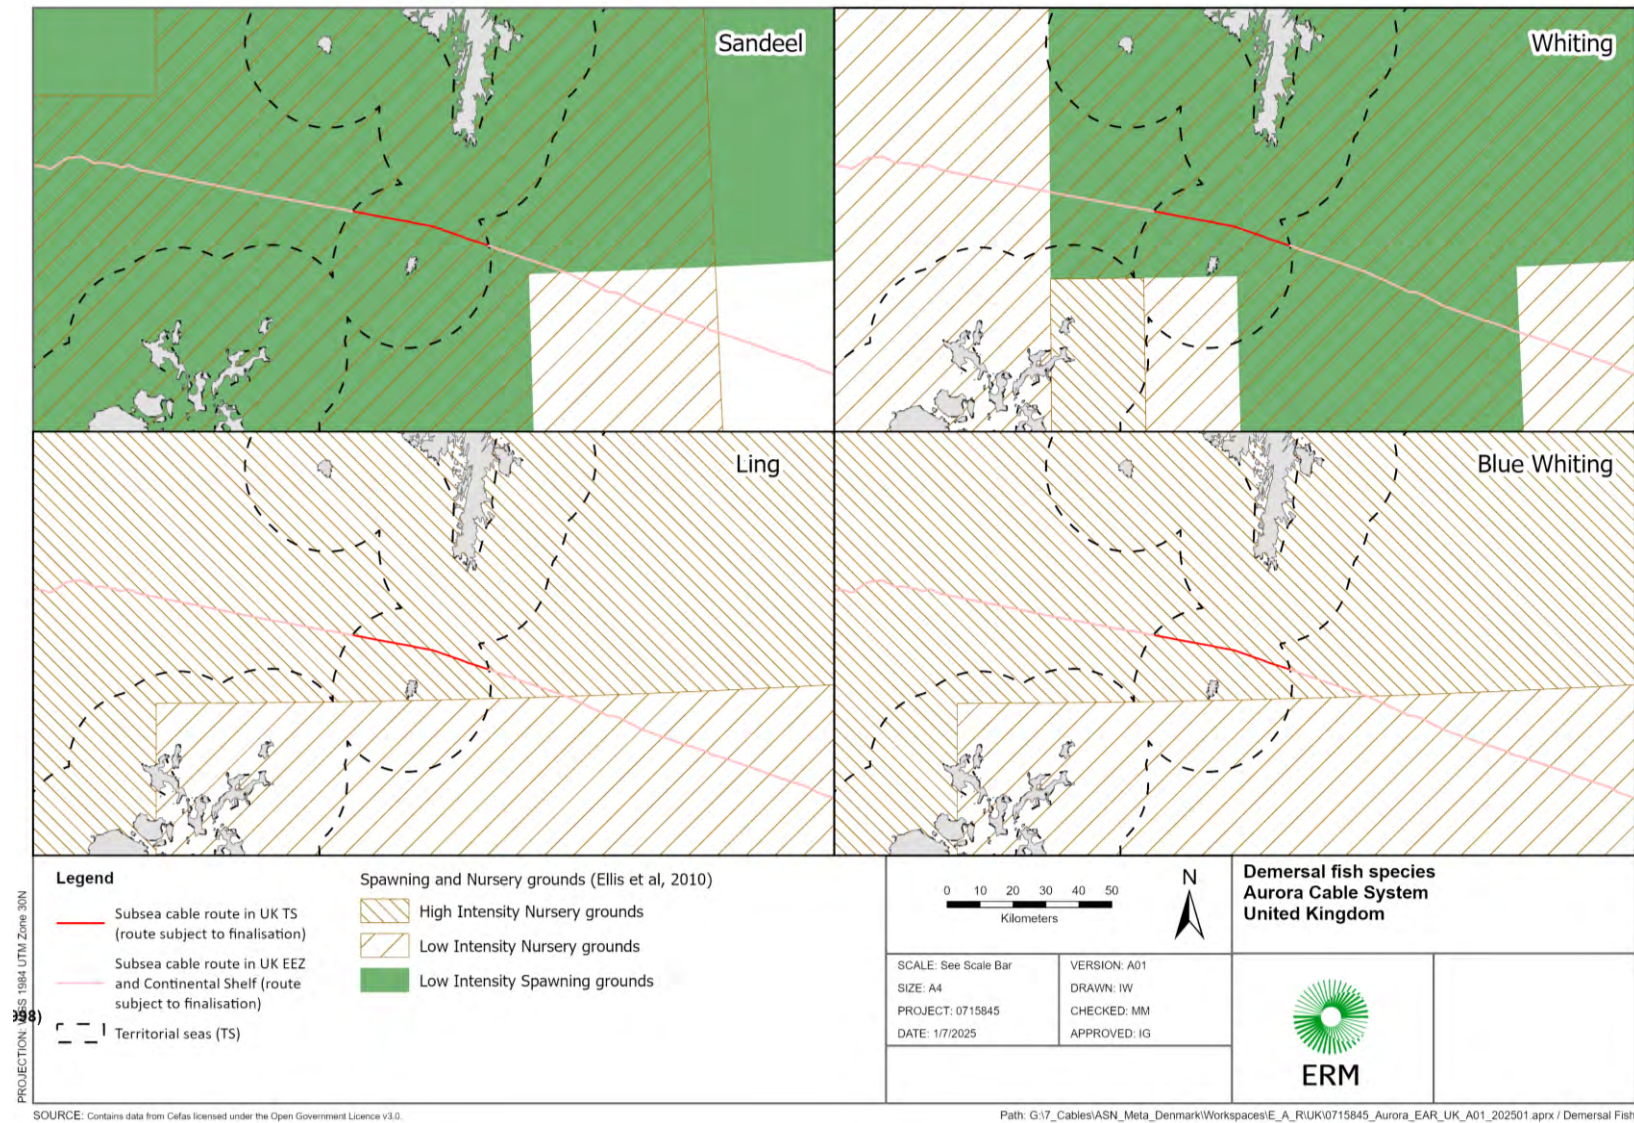 Sandeel
Whiting
Ling
Blue Whiting
Legend
Subsea cable route in UK TS
(route subject to finalisation)
Subsea cable route in UK EEZ
and Continental Shelf (route
subject to finalisation)
Territorial seas (TS)
Spawning and Nursery grounds (Ellis et al, 2010)
High Intensity Nursery grounds
Low Intensity Nursery grounds
Low Intensity Spawning grounds
0 10 20 30 40 50
Kilometers
N
Demersal fish species
Aurora Cable System
United Kingdom
SCALE: See Scale Bar
SIZE: A4
PROJECT: 0715845
DATE: 1/7/2025
VERSION: A01
DRAWN: IW
CHECKED: MM
APPROVED: IG
ERM
PROJECTION: WGS 1984 UTM Zone 30N
SOURCE: Contains data from Cefas licensed under the Open Government Licence v3.0.
Path: G:\7_Cables\ASN_Meta_Denmark\Workspaces\E_A_R\UK\0715845_Aurora_EAR_UK_A01_202501.aprx / Demersal Fish